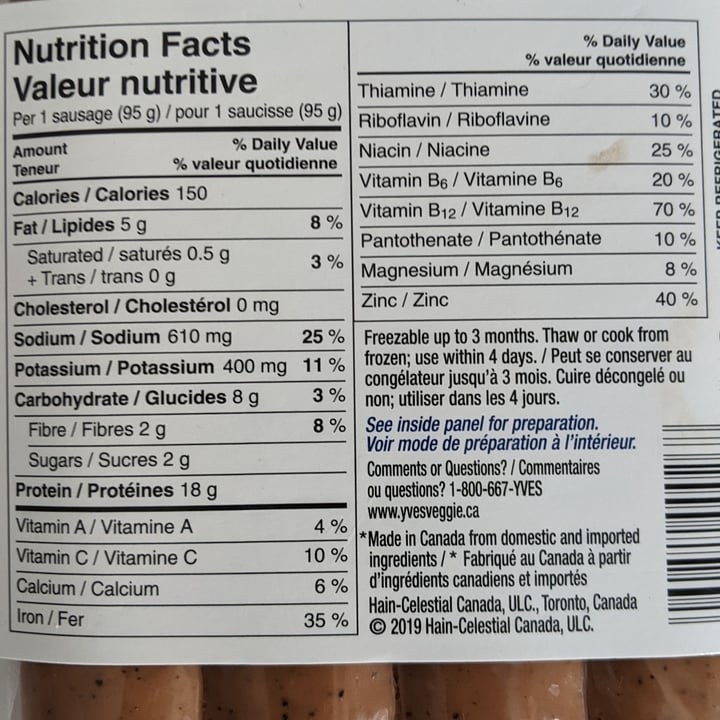 Nutrition Facts
Valeur nutritive
Per 1 sausage (95 g) / pour 1 saucisse (95 g)
Amount % Daily Value
Teneur % valeur quotidienne
Calories / Calories 150
Fat / Lipides 5 g 8 %
Saturated / saturés 0.5 g
+ Trans / trans 0 g 3 %
Cholesterol / Cholestérol 0 mg
Sodium / Sodium 610 mg 25 %
Potassium / Potassium 400 mg 11 %
Carbohydrate / Glucides 8 g 3 %
Fibre / Fibres 2 g 8 %
Sugars / Sucres 2 g
Protein / Protéines 18 g
Vitamin A / Vitamine A 4 %
Vitamin C / Vitamine C 10 %
Calcium / Calcium 6 %
Iron / Fer 35 %
% Daily Value
% valeur quotidienne
Thiamine / Thiamine 30 %
Riboflavin / Riboflavine 10 %
Niacin / Niacine 25 %
Vitamin B6 / Vitamine B6 20 %
Vitamin B12 / Vitamine B12 70 %
Pantothenate / Pantothénate 10 %
Magnesium / Magnésium 8 %
Zinc / Zinc 40 %
Freezable up to 3 months. Thaw or cook from
frozen; use within 4 days. / Peut se conserver au
congélateur jusqu'à 3 mois. Cuire décongelé ou
non; utiliser dans les 4 jours.
See inside panel for preparation.
Voir mode de préparation à l'intérieur.
Comments or Questions? / Commentaires
ou questions? 1-800-667-YVES
www.yvesveggie.ca
*Made in Canada from domestic and imported
ingredients / * Fabriqué au Canada à partir
d'ingrédients canadiens et importés
Hain-Celestial Canada, ULC., Toronto, Canada
© 2019 Hain-Celestial Canada, ULC.